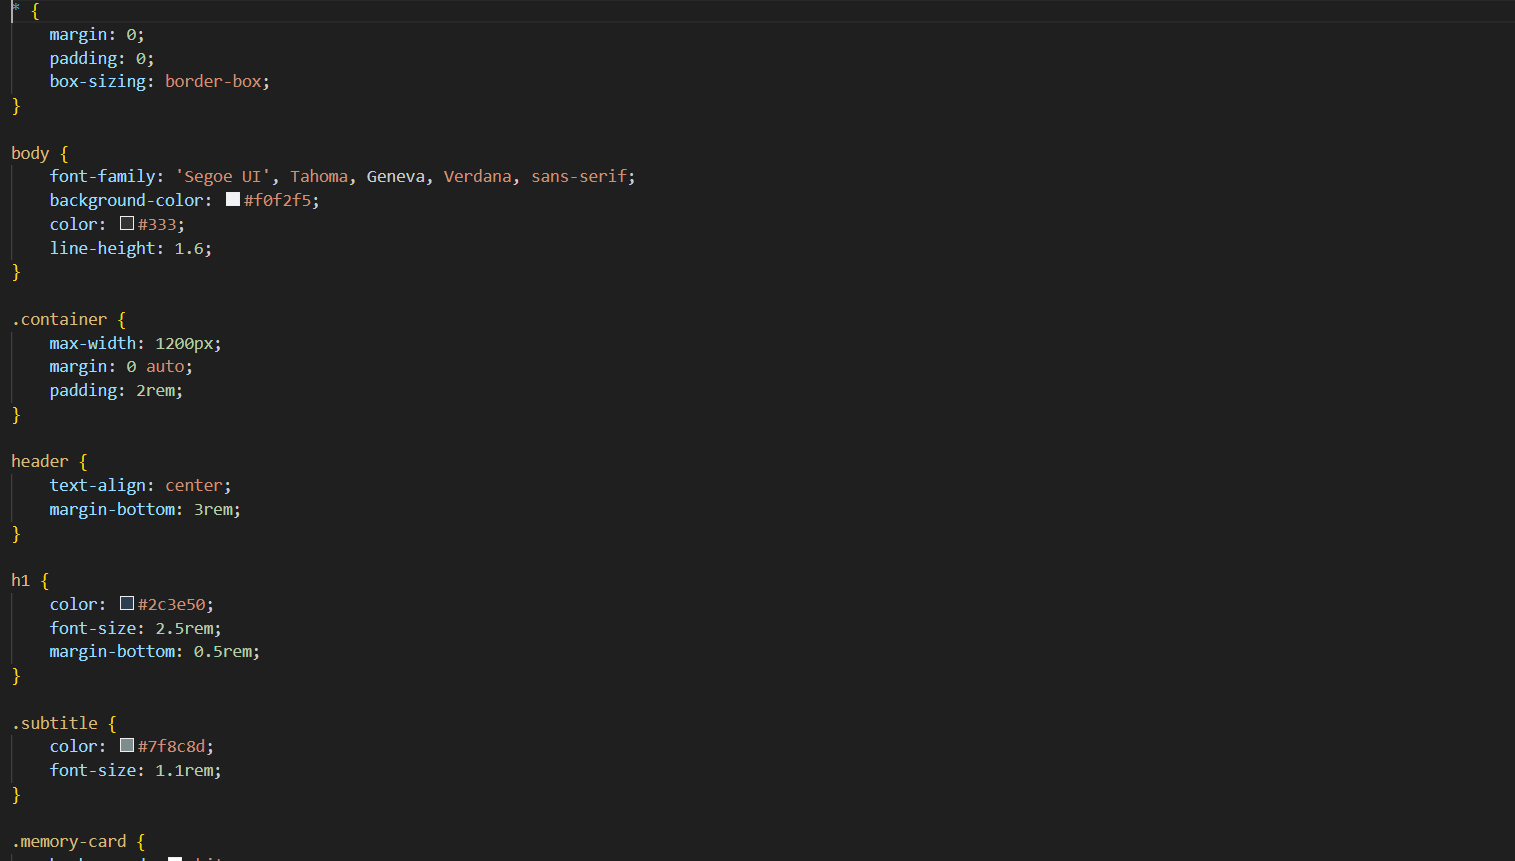 * {
    margin: 0;
    padding: 0;
    box-sizing: border-box;
}

body {
    font-family: 'Segoe UI', Tahoma, Geneva, Verdana, sans-serif;
    background-color: #f0f2f5;
    color: #333;
    line-height: 1.6;
}

.container {
    max-width: 1200px;
    margin: 0 auto;
    padding: 2rem;
}

header {
    text-align: center;
    margin-bottom: 3rem;
}

h1 {
    color: #2c3e50;
    font-size: 2.5rem;
    margin-bottom: 0.5rem;
}

.subtitle {
    color: #7f8c8d;
    font-size: 1.1rem;
}

.memory-card {